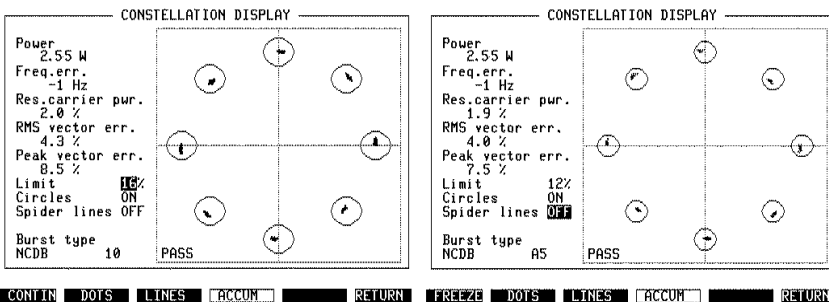 CONSTELLATION DISPLAY
Power
2.55 W
Freq.err.
-1 Hz
Res.carrier pwr.
2.0 %
RMS vector err.
4.3 %
Peak vector err.
8.5 %
Limit 16%
Circles ON
Spider lines OFF
Burst type
NCDB 10
PASS
CONTIN DOTS LINES ACCUM RETURN
CONSTELLATION DISPLAY
Power
2.55 W
Freq.err.
-1 Hz
Res.carrier pwr.
1.9 %
RMS vector err.
4.0 %
Peak vector err.
7.5 %
Limit 12%
Circles ON
Spider lines OFF
Burst type
NCDB A5
PASS
FREEZE DOTS LINES ACCUM RETURN